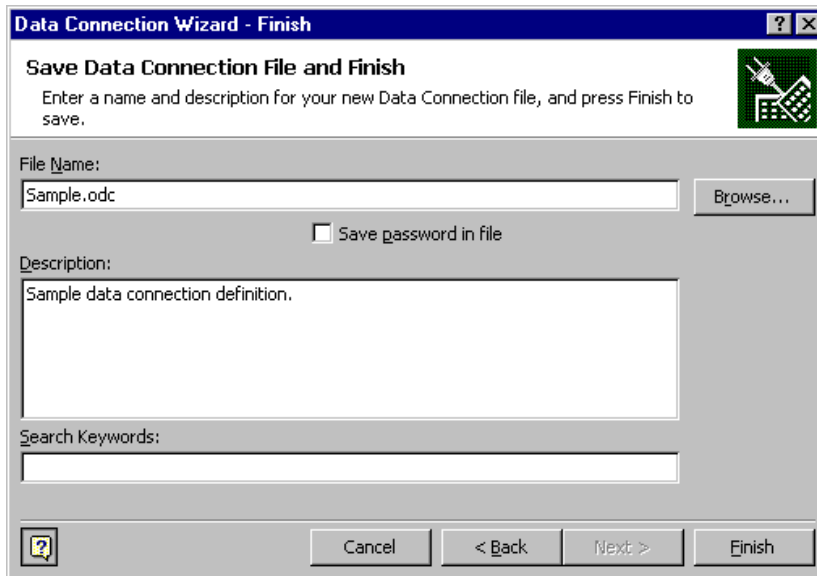 Data Connection Wizard - Finish
Save Data Connection File and Finish
Enter a name and description for your new Data Connection file, and press Finish to
save.
File Name:
Sample.odc
Browse...
Save password in file
Description:
Sample data connection definition.
Search Keywords:
Cancel
< Back
Next >
Finish